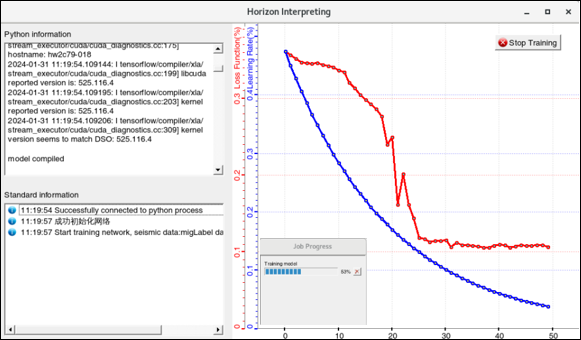 Horizon Interpreting
Python information
stream_executor/cuda/cuda_diagnostics.cc:175]
hostname: hw2c79-018
2024-01-31 11:19:54.109144: I tensorflow/compiler/xla/
stream_executor/cuda/cuda_diagnostics.cc:199] libcuda
reported version is: 525.116.4
2024-01-31 11:19:54.109195: I tensorflow/compiler/xla/
stream_executor/cuda/cuda_diagnostics.cc:203] kernel
reported version is: 525.116.4
2024-01-31 11:19:54.109206: I tensorflow/compiler/xla/
stream_executor/cuda/cuda_diagnostics.cc:309] kernel
version seems to match DSO: 525.116.4
model compiled
Standard information
11:19:54 Successfully connected to python process
11:19:57 成功初始化网络
11:19:57 Start training network, seismic data:migLabel da
Loss Function(%)
Learning Rate(%)
Stop Training
0.3
0.2
0.1
0
0.4
0.3
0.2
0.1
0
Job Progress
Training model
53%
0
10
20
30
40
50